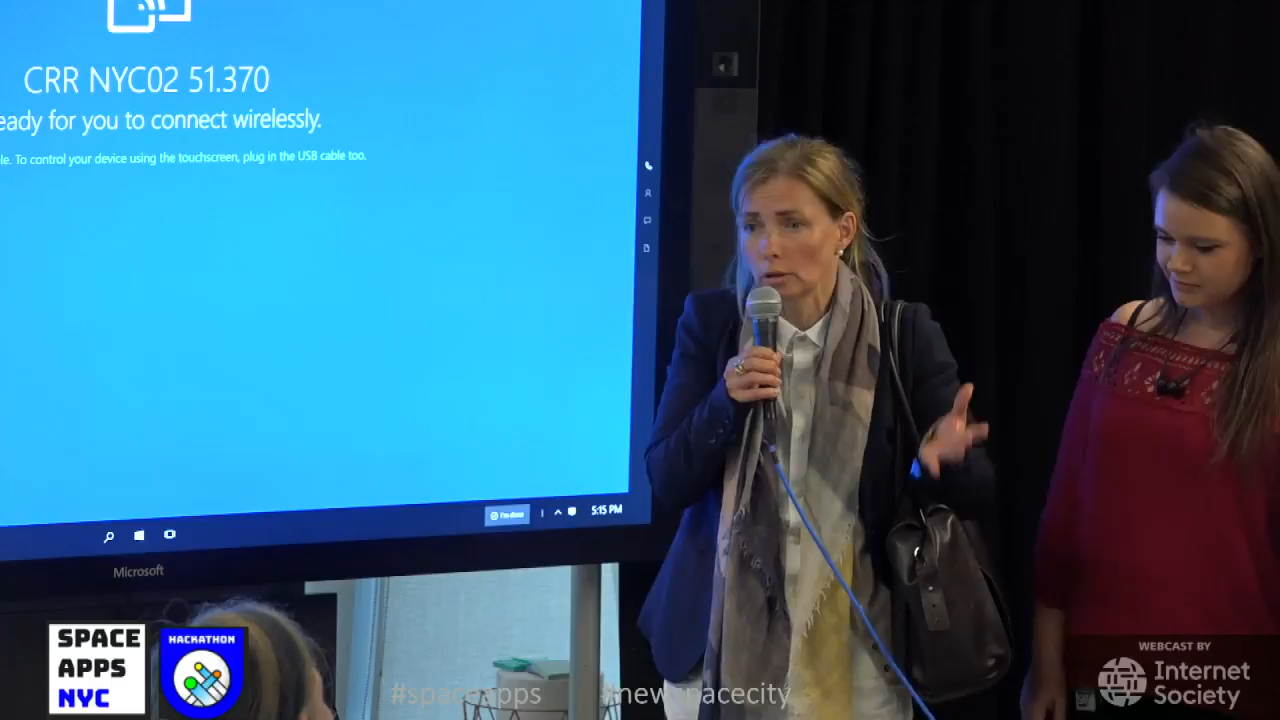 CRR NYC02 51.370
eady for you to connect wirelessly.
le. To control your device using the touchscreen, plug in the USB cable too.
I'm done
5:15 PM
Microsoft
SPACE
APPS
NYC
HACKATHON
#spaceapps
#newspacecity
WEBCAST BY
Internet
Society